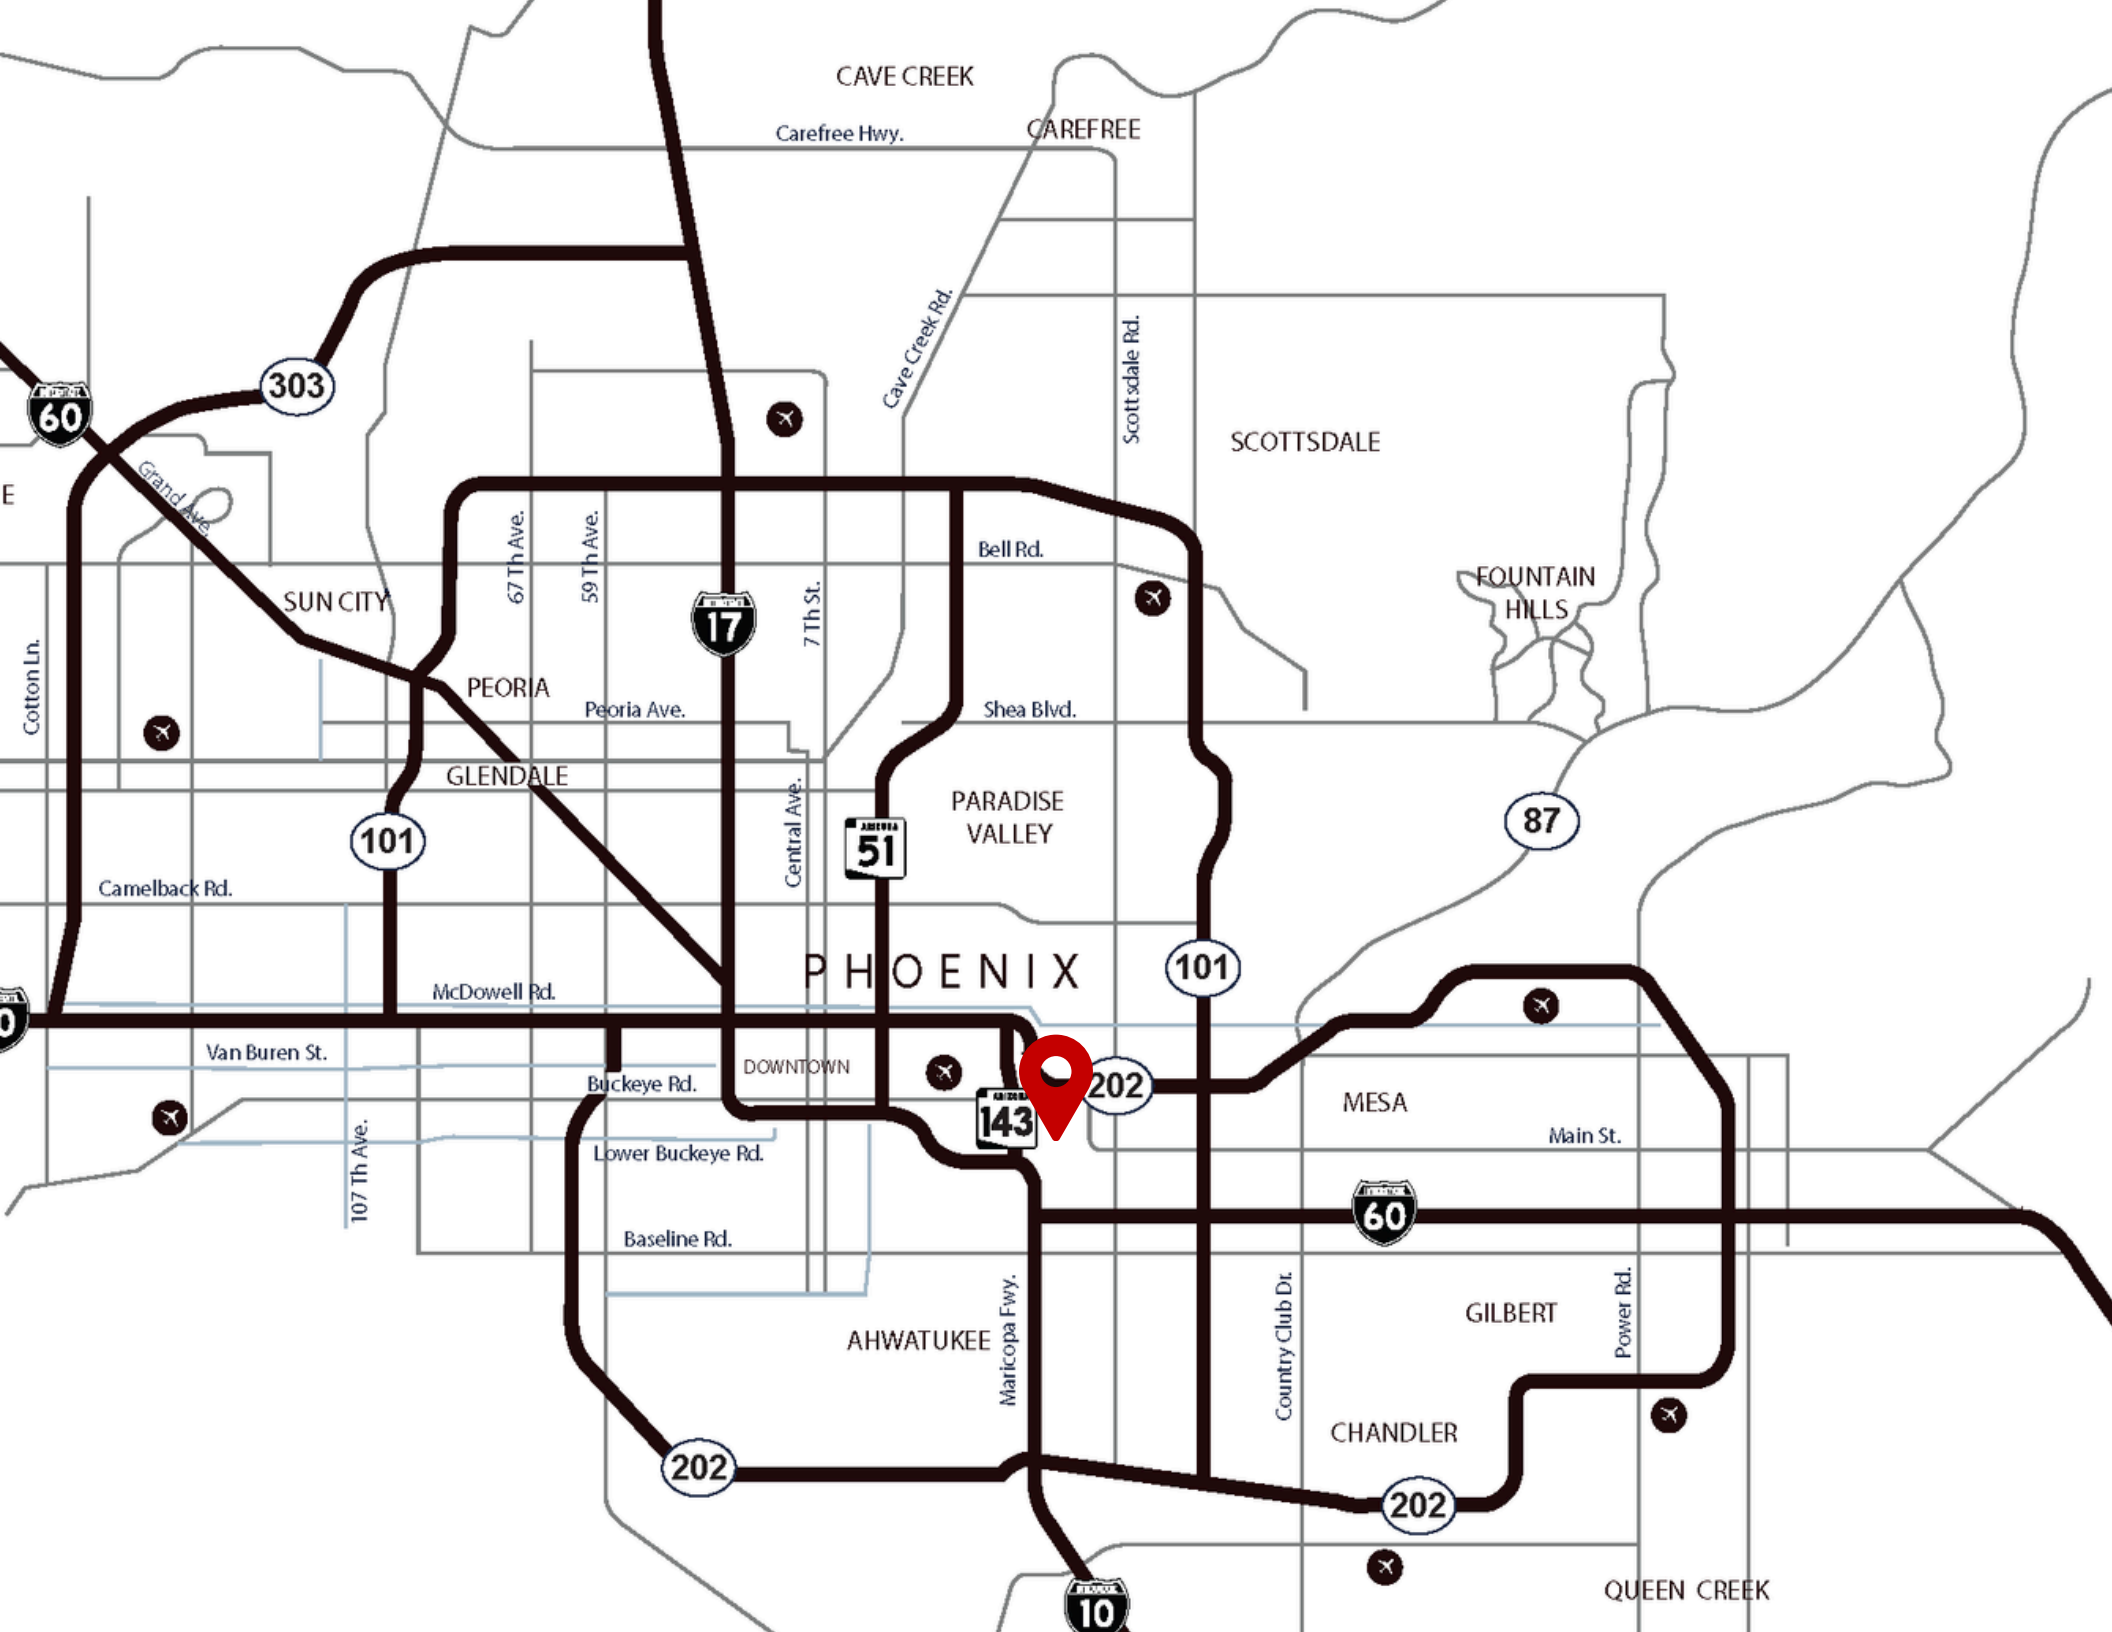 CAVE CREEK
Carefree Hwy.
CAREFREE
Cave Creek Rd.
Scottsdale Rd.
303
60
SCOTTSDALE
Grand Ave.
E
67 Th Ave.
59 Th Ave.
Bell Rd.
FOUNTAIN
HILLS
SUN CITY
17
7 Th St.
Cotton Ln.
PEORIA
Peoria Ave.
Shea Blvd.
GLENDALE
PARADISE
VALLEY
87
101
Central Ave.
ARIZONA
51
Camelback Rd.
PHOENIX
101
McDowell Rd.
0
Van Buren St.
DOWNTOWN
Buckeye Rd.
202
MESA
ARIZONA
143
107 Th Ave.
Lower Buckeye Rd.
Main St.
60
Baseline Rd.
Maricopa Fwy.
Country Club Dr.
Power Rd.
GILBERT
AHWATUKEE
CHANDLER
202
202
QUEEN CREEK
10